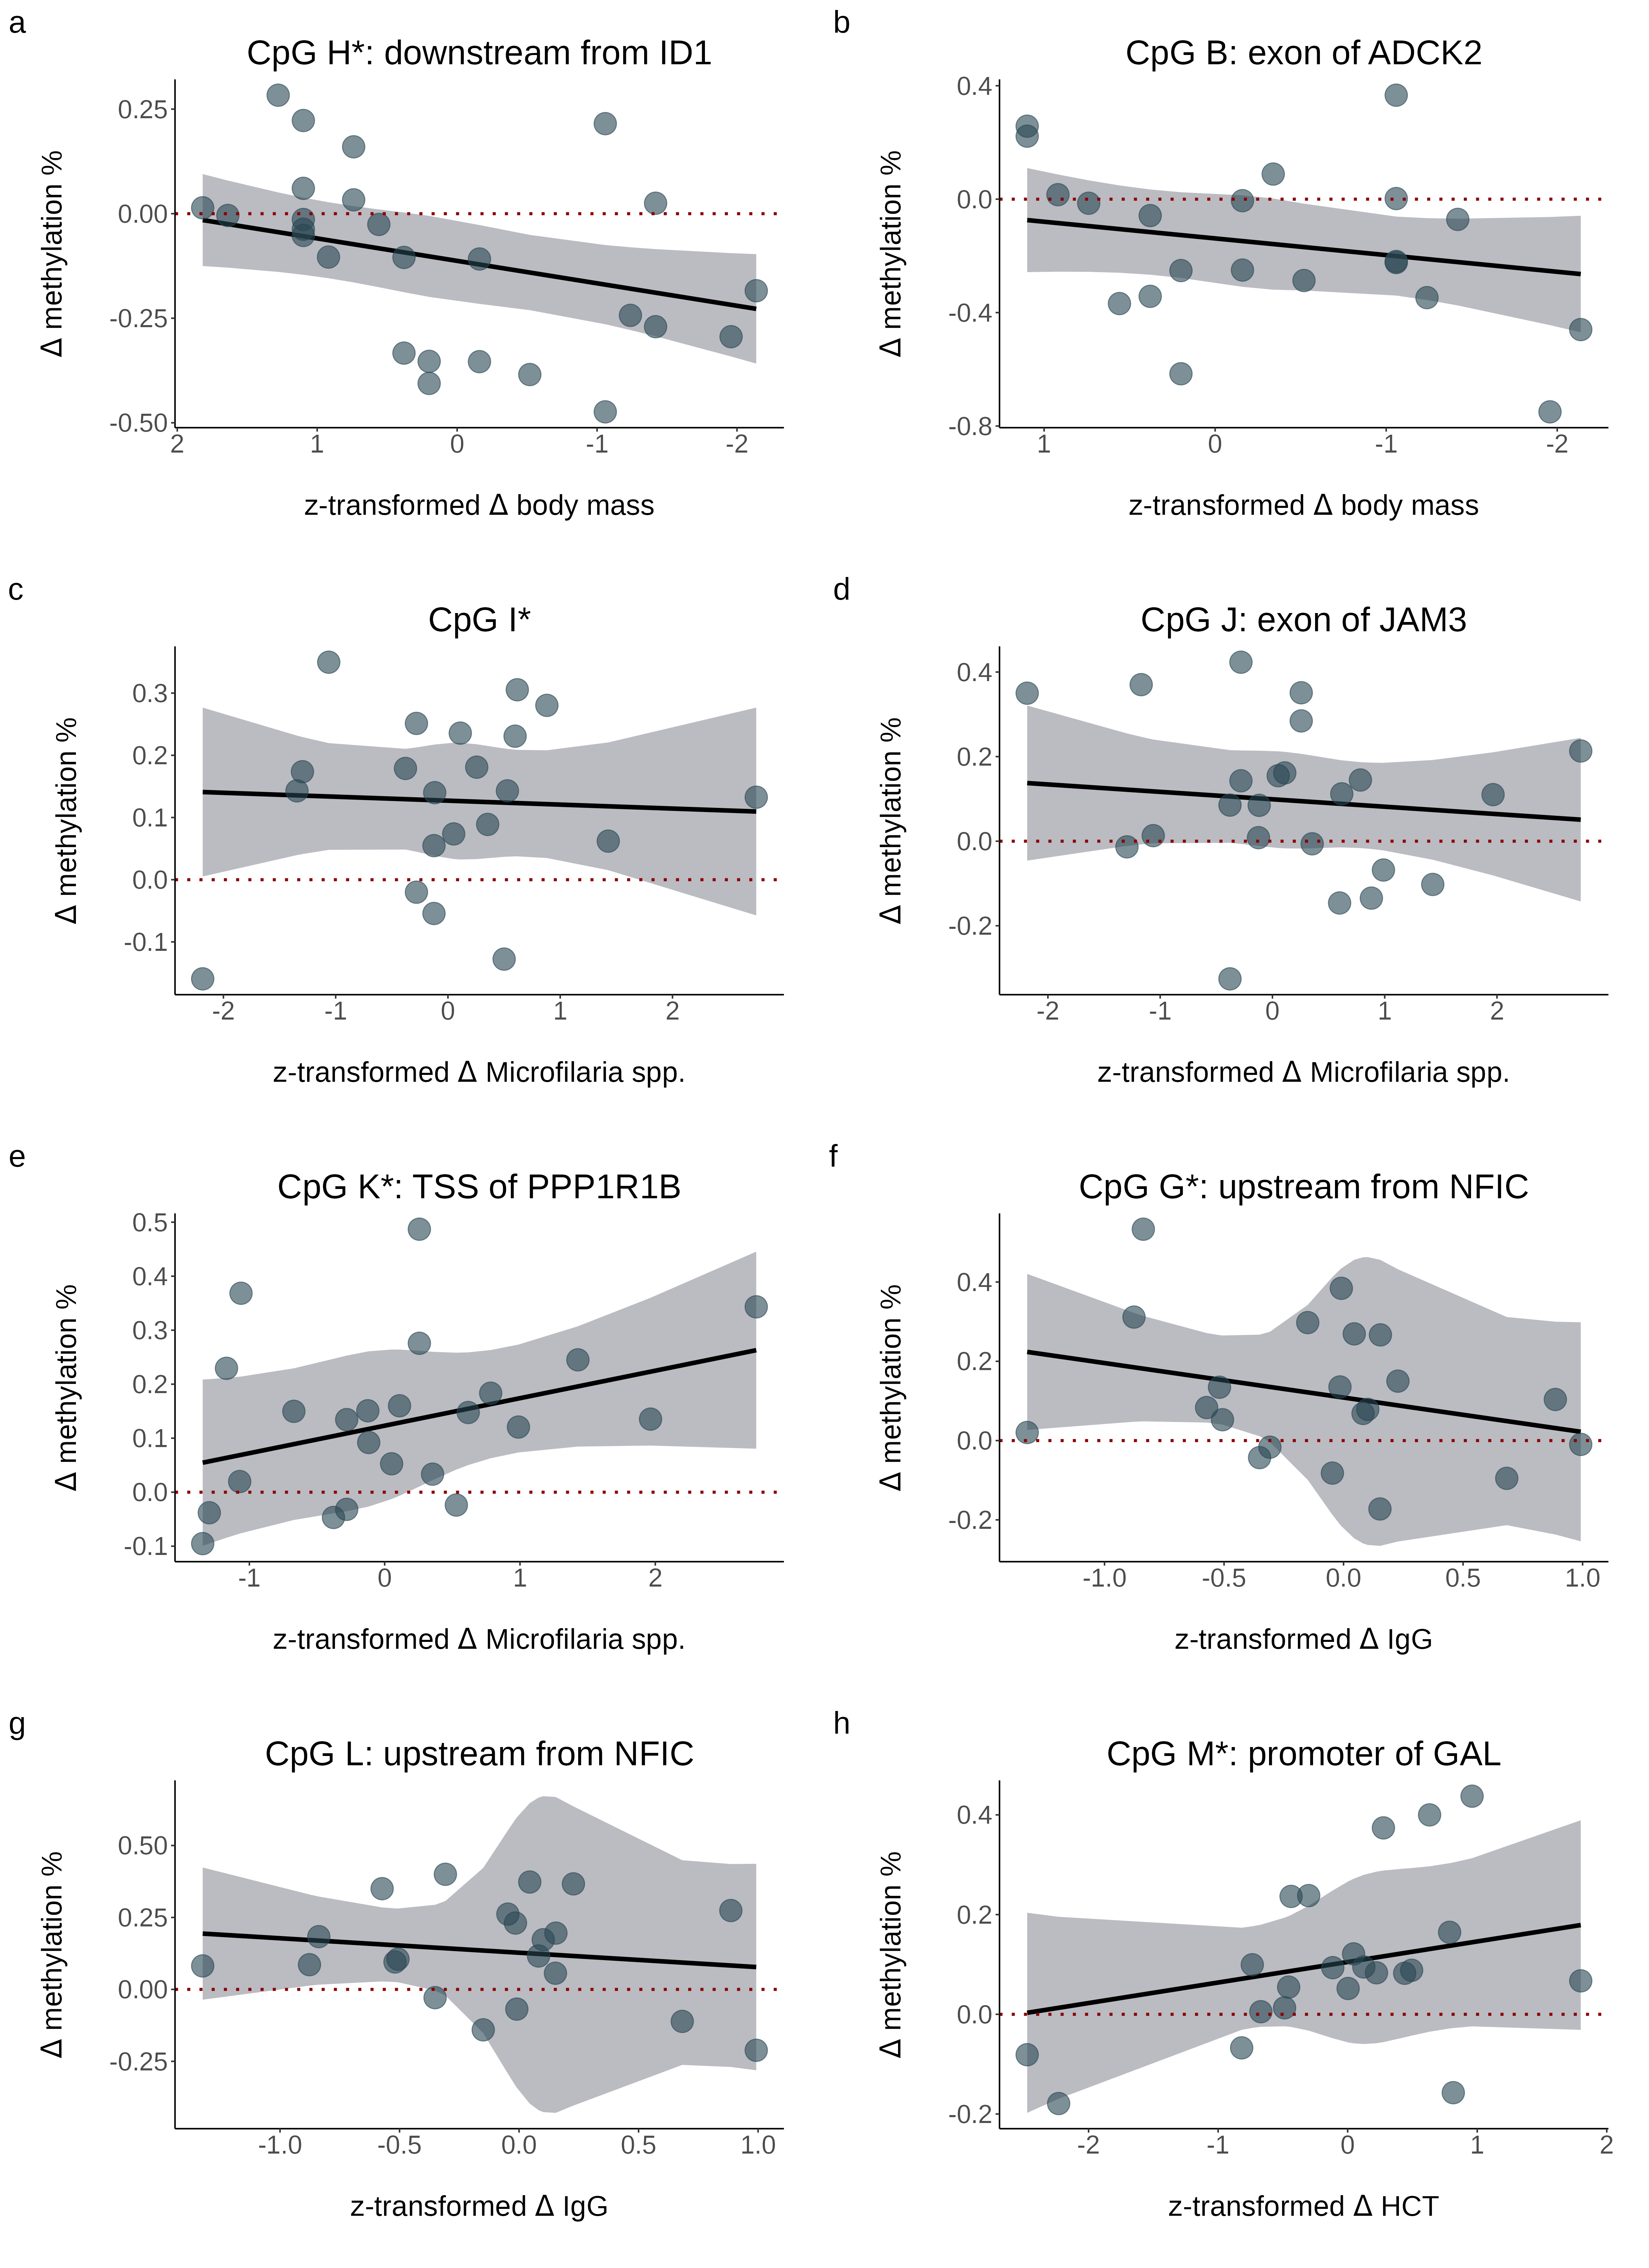 a
CpG H*: downstream from ID1
Δ methylation %
0.25
0.00
-0.25
-0.50
2 1 0 -1 -2
z-transformed Δ body mass
b
CpG B: exon of ADCK2
Δ methylation %
0.4
0.0
-0.4
-0.8
1 0 -1 -2
z-transformed Δ body mass
c
CpG I*
Δ methylation %
0.3
0.2
0.1
0.0
-0.1
-2 -1 0 1 2
z-transformed Δ Microfilaria spp.
d
CpG J: exon of JAM3
Δ methylation %
0.4
0.2
0.0
-0.2
-2 -1 0 1 2
z-transformed Δ Microfilaria spp.
e
CpG K*: TSS of PPP1R1B
Δ methylation %
0.5
0.4
0.3
0.2
0.1
0.0
-0.1
-1 0 1 2
z-transformed Δ Microfilaria spp.
f
CpG G*: upstream from NFIC
Δ methylation %
0.4
0.2
0.0
-0.2
-1.0 -0.5 0.0 0.5 1.0
z-transformed Δ IgG
g
CpG L: upstream from NFIC
Δ methylation %
0.50
0.25
0.00
-0.25
-1.0 -0.5 0.0 0.5 1.0
z-transformed Δ IgG
h
CpG M*: promoter of GAL
Δ methylation %
0.4
0.2
0.0
-0.2
-2 -1 0 1 2
z-transformed Δ HCT